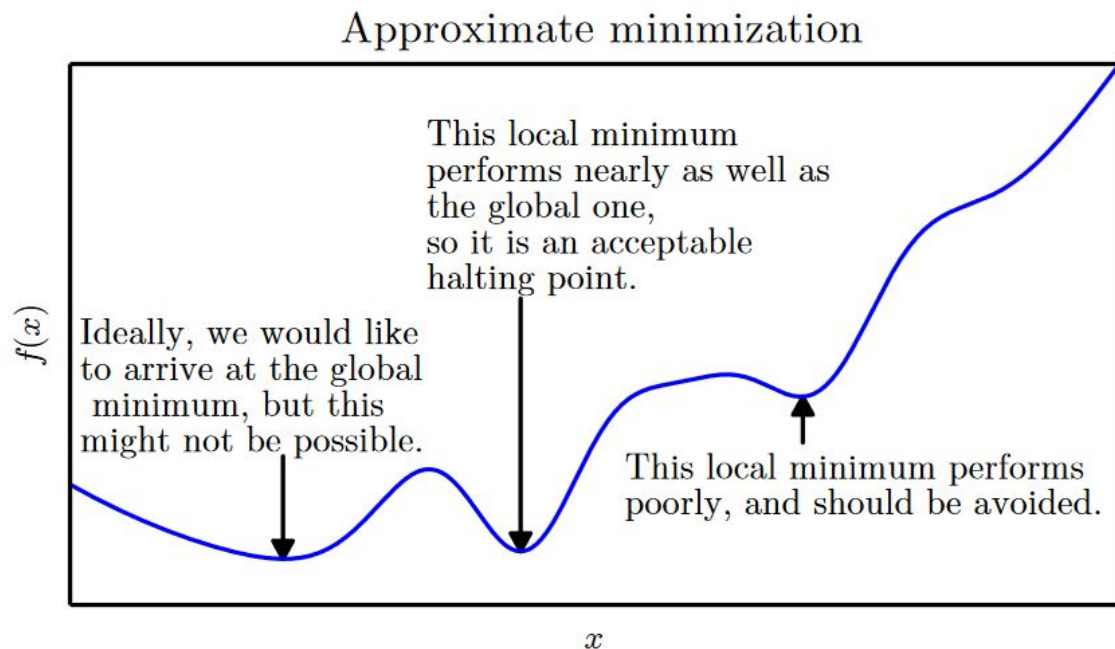 Approximate minimization
This local minimum
performs nearly as well as
the global one,
so it is an acceptable
halting point.
Ideally, we would like
to arrive at the global
minimum, but this
might not be possible.
This local minimum performs
poorly, and should be avoided.
f(x)
x